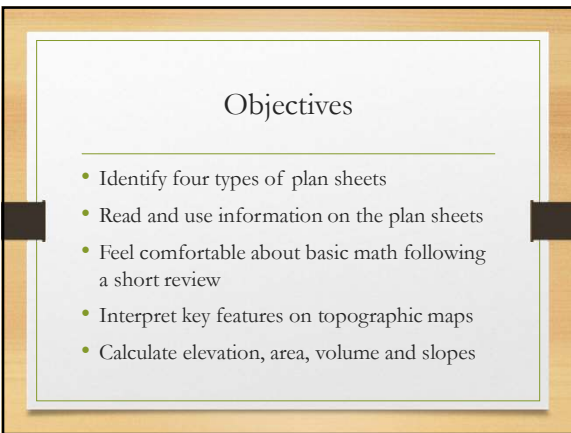 Objectives
• Identify four types of plan sheets
• Read and use information on the plan sheets
• Feel comfortable about basic math following
a short review
• Interpret key features on topographic maps
• Calculate elevation, area, volume and slopes